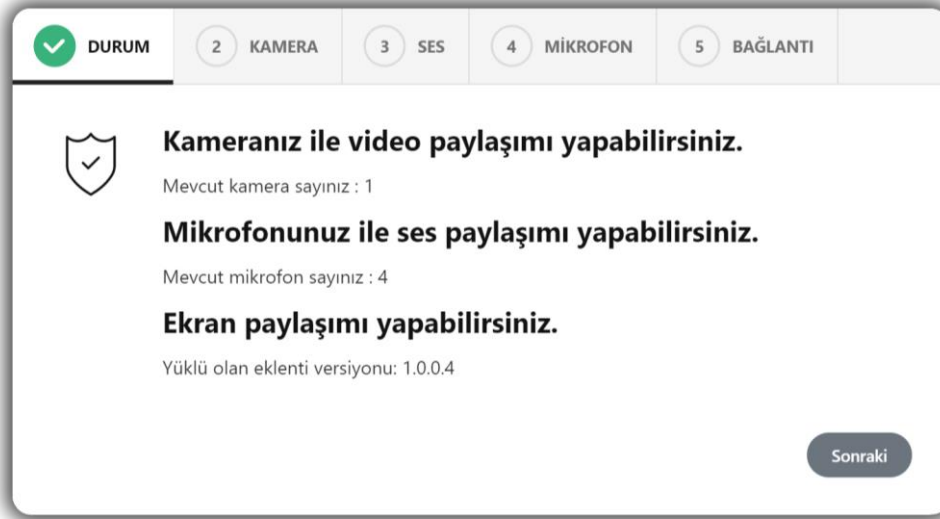 DURUM
2 KAMERA
3 SES
4 MİKROFON
5 BAĞLANTI
Kameranız ile video paylaşımı yapabilirsiniz.
Mevcut kamera sayınız : 1
Mikrofonunuz ile ses paylaşımı yapabilirsiniz.
Mevcut mikrofon sayınız : 4
Ekran paylaşımı yapabilirsiniz.
Yüklü olan eklenti versiyonu: 1.0.0.4
Sonraki